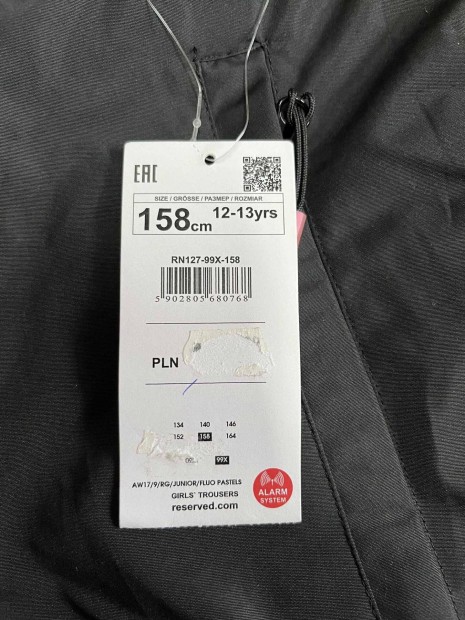 EAC
SIZE / GRÖSSE / РАЗМЕР / ROZMIAR
158cm 12-13yrs
RN127-99X-158
5 902805 680768
PLN
134 140 146
152 158 164
99X
AW17/9/RG/JUNIOR/FLUO PASTELS
GIRLS' TROUSERS
reserved.com
ALARM
SYSTEM